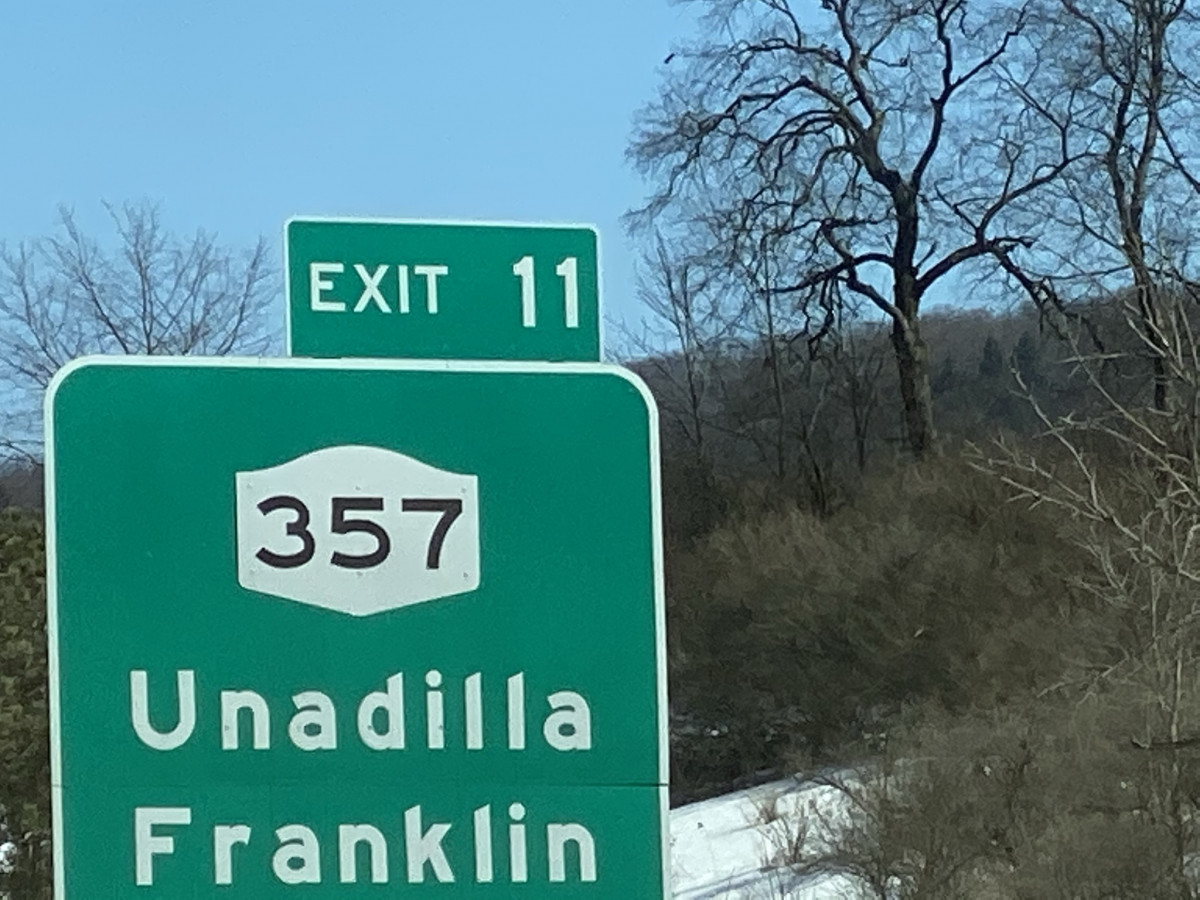 EXIT 11
357
Unadilla
Franklin